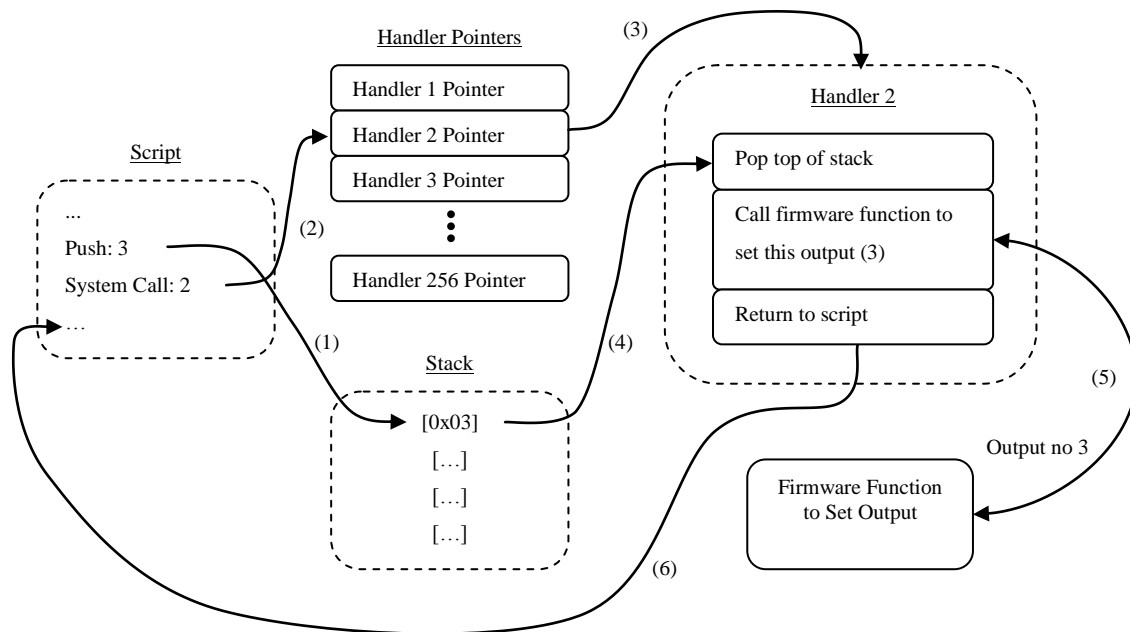 Handler Pointers
Handler 1 Pointer
Handler 2 Pointer
Handler 3 Pointer
Handler 256 Pointer
(3)
Handler 2
Pop top of stack
Call firmware function to
set this output (3)
Return to script
Script
...
Push: 3
System Call: 2
…
(2)
(1)
(4)
Stack
[0x03]
[…]
[…]
[…]
(5)
Output no 3
Firmware Function
to Set Output
(6)